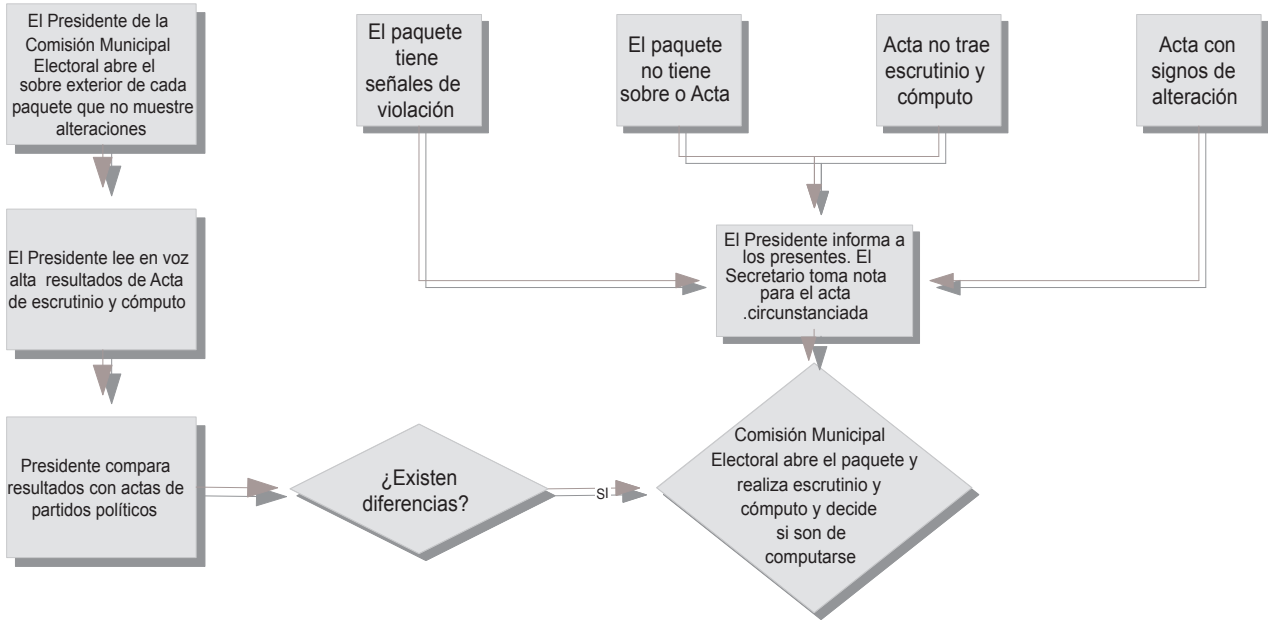 El Presidente de la
Comisión Municipal
Electoral abre el
sobre exterior de cada
paquete que no muestre
alteraciones
El paquete
tiene
señales de
violación
El paquete
no tiene
sobre o Acta
Acta no trae
escrutinio y
cómputo
Acta con
signos de
alteración
El Presidente lee en voz
alta resultados de Acta
de escrutinio y cómputo
El Presidente informa a
los presentes. El
Secretario toma nota
para el acta
.circunstanciada
Presidente compara
resultados con actas de
partidos políticos
¿Existen
diferencias?
SI
Comisión Municipal
Electoral abre el paquete y
realiza escrutinio y
cómputo y decide
si son de
computarse